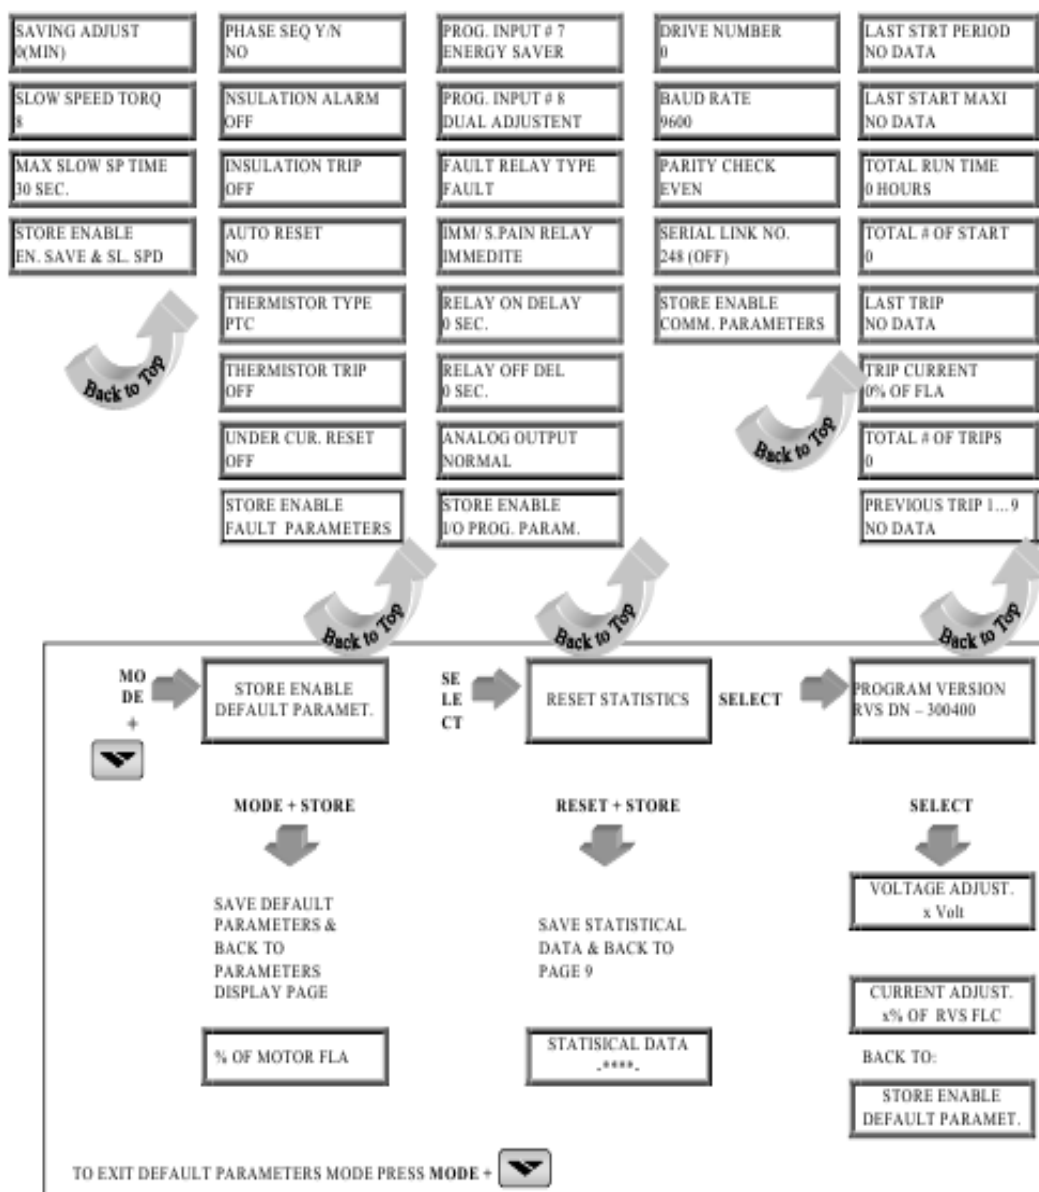 SAVING ADJUST
0(MIN)
SLOW SPEED TORQ
8
MAX SLOW SP TIME
30 SEC.
STORE ENABLE
EN. SAVE & SL. SPD
Back to Top
PHASE SEQ Y/N
NO
NSULATION ALARM
OFF
INSULATION TRIP
OFF
AUTO RESET
NO
THERMISTOR TYPE
PTC
THERMISTOR TRIP
OFF
UNDER CUR. RESET
OFF
STORE ENABLE
FAULT PARAMETERS
Back to Top
PROG. INPUT # 7
ENERGY SAVER
PROG. INPUT # 8
DUAL ADJUSTENT
FAULT RELAY TYPE
FAULT
IMM/ S.PAIN RELAY
IMMEDITE
RELAY ON DELAY
0 SEC.
RELAY OFF DEL
0 SEC.
ANALOG OUTPUT
NORMAL
STORE ENABLE
I/O PROG. PARAM.
Back to Top
DRIVE NUMBER
0
BAUD RATE
9600
PARITY CHECK
EVEN
SERIAL LINK NO.
248 (OFF)
STORE ENABLE
COMM. PARAMETERS
Back to Top
LAST STRT PERIOD
NO DATA
LAST START MAXI
NO DATA
TOTAL RUN TIME
0 HOURS
TOTAL # OF START
0
LAST TRIP
NO DATA
TRIP CURRENT
0% OF FLA
TOTAL # OF TRIPS
0
PREVIOUS TRIP 1…9
NO DATA
Back to Top
MO
DE
+
STORE ENABLE
DEFAULT PARAMET.
SE
LE
CT
RESET STATISTICS
SELECT
PROGRAM VERSION
RVS DN – 300400
MODE + STORE
SAVE DEFAULT
PARAMETERS &
BACK TO
PARAMETERS
DISPLAY PAGE
% OF MOTOR FLA
RESET + STORE
SAVE STATISTICAL
DATA & BACK TO
PAGE 9
STATISICAL DATA
-****-
SELECT
VOLTAGE ADJUST.
x Volt
CURRENT ADJUST.
x% OF RVS FLC
BACK TO:
STORE ENABLE
DEFAULT PARAMET.
TO EXIT DEFAULT PARAMETERS MODE PRESS MODE +